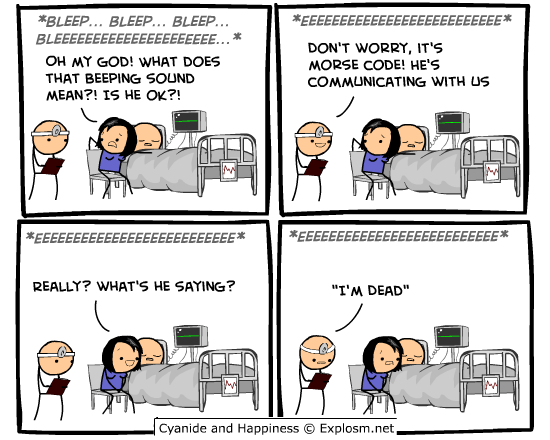 *BLEEP... BLEEP... BLEEP...
BLEEEEEEEEEEEEEEEEEEEEE...*
OH MY GOD! WHAT DOES
THAT BEEPING SOUND
MEAN?! IS HE OK?!
*EEEEEEEEEEEEEEEEEEEEEEEEEEE*
DON'T WORRY, IT'S
MORSE CODE! HE'S
COMMUNICATING WITH US
*EEEEEEEEEEEEEEEEEEEEEEEEEEE*
REALLY? WHAT'S HE SAYING?
*EEEEEEEEEEEEEEEEEEEEEEEEEEE*
"I'M DEAD"
Cyanide and Happiness © Explosm.net